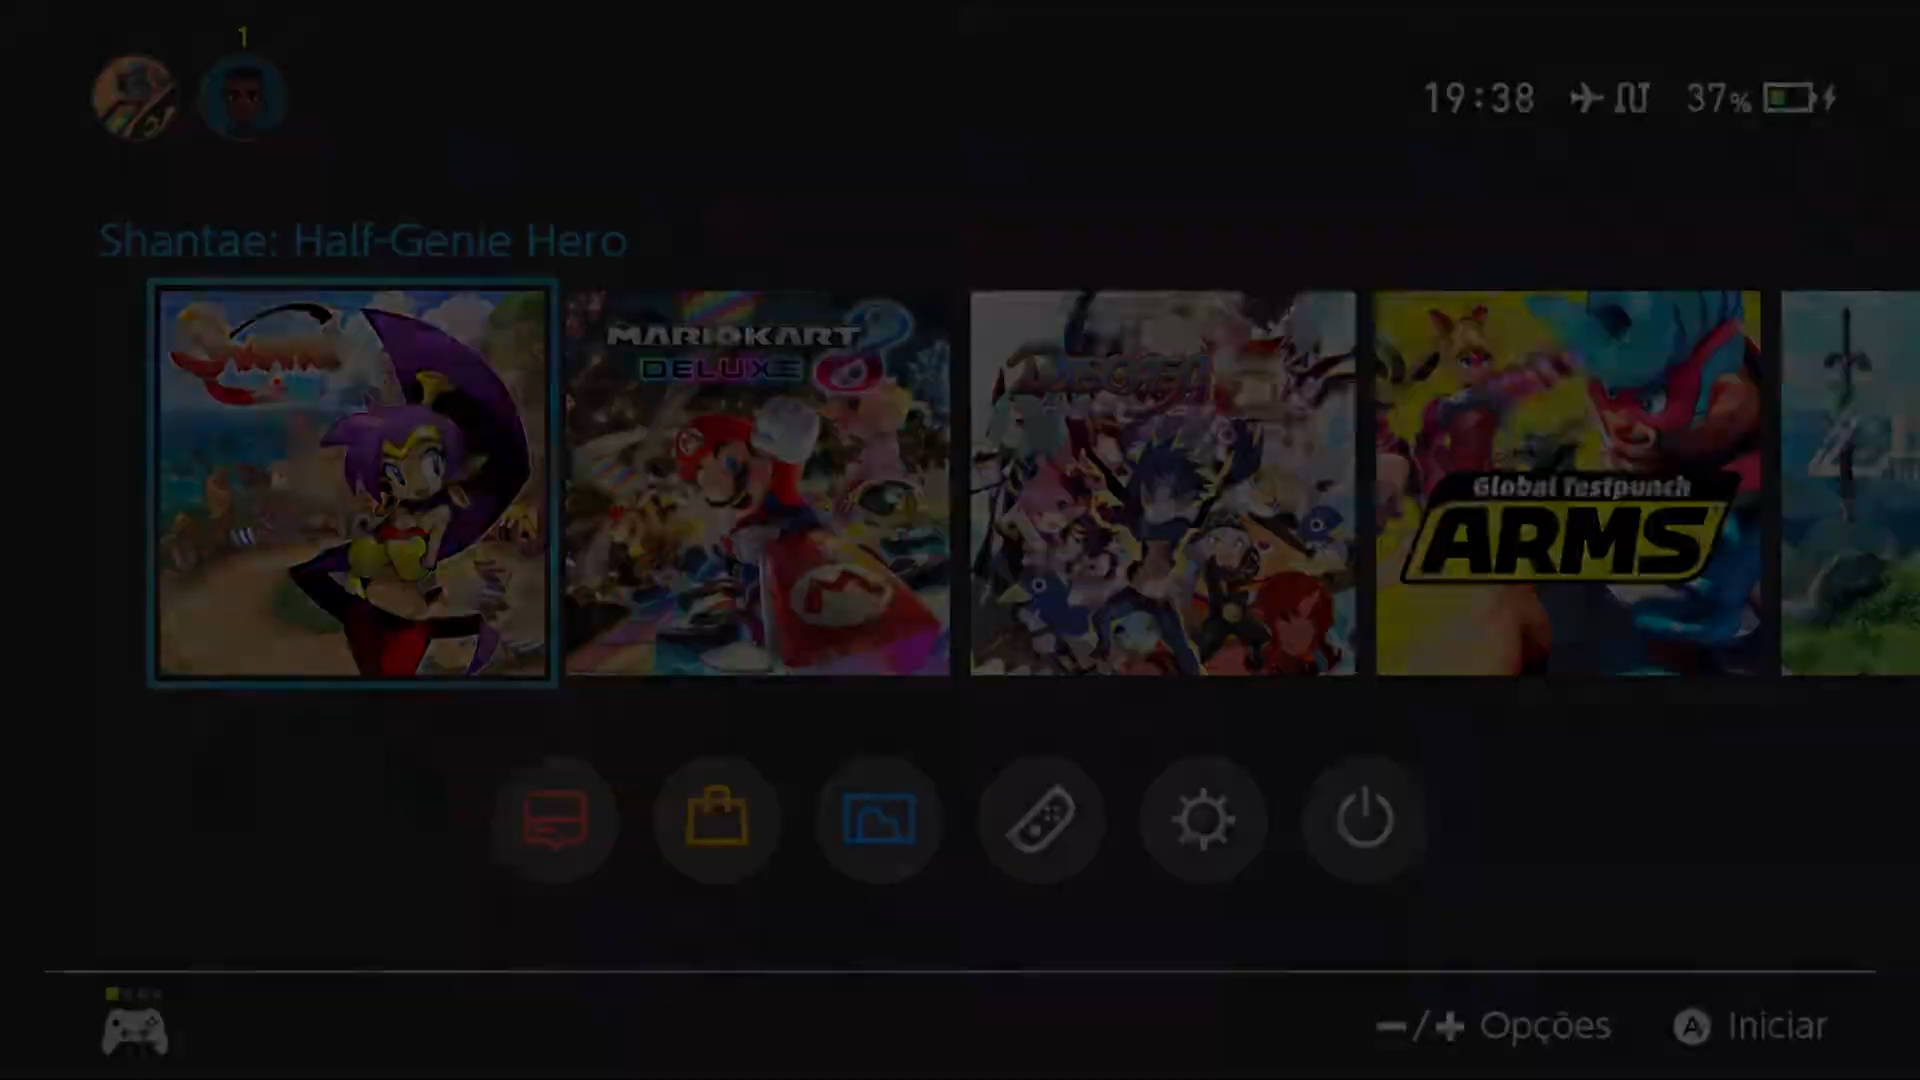 1
19:38
37%
Shantae: Half-Genie Hero
MARIOKART 8
DELUXE
Global Testpunch
ARMS
−/+ Opções
A Iniciar